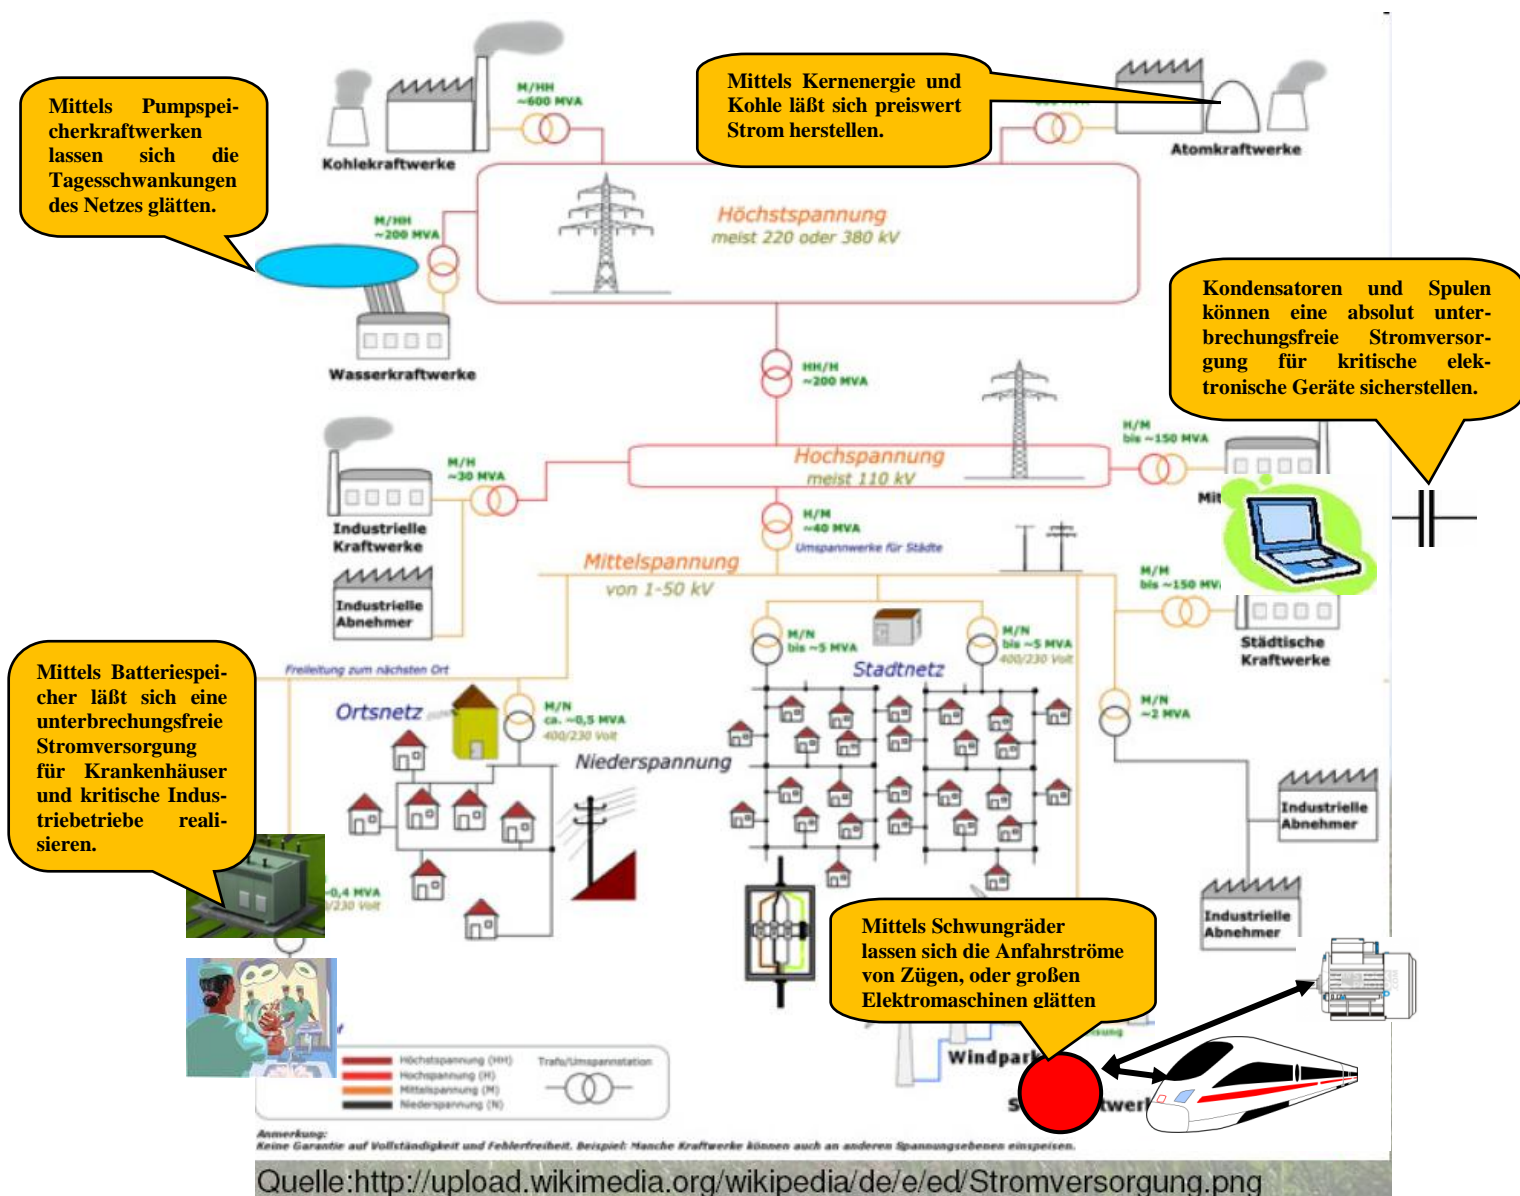 Mittels Pumpspei-
cherkraftwerken
lassen sich die
Tagesschwankungen
des Netzes glätten.
M/HH
~600 MVA
Kohlekraftwerke
Mittels Kernenergie und
Kohle läßt sich preiswert
Strom herstellen.
Atomkraftwerke
Höchstspannung
meist 220 oder 380 kV
M/HH
~200 MVA
Wasserkraftwerke
Kondensatoren und Spulen
können eine absolut unter-
brechungsfreie Stromversor-
gung für kritische elek-
tronische Geräte sicherstellen.
HH/H
~200 MVA
M/H
~30 MVA
Hochspannung
meist 110 kV
H/M
bis ~150 MVA
Mit
Industrielle
Kraftwerke
H/M
~40 MVA
Umspannwerke für Städte
Mittelspannung
von 1-50 kV
Industrielle
Abnehmer
M/M
bis ~150 MV
Städtische
Kraftwerke
Mittels Batteriespei-
cher läßt sich eine
unterbrechungsfreie
Stromversorgung
für Krankenhäuser
und kritische Indus-
triebetriebe reali-
sieren.
Freileitung zum nächsten Ort
M/N
bis ~5 MVA
M/N
bis ~5 MVA
400/230 Volt
Stadtnetz
Ortsnetz
M/N
ca. ~0,5 MVA
400/230 Volt
Niederspannung
M/N
~2 MVA
Industrielle
Abnehmer
Industrielle
Abnehmer
~0,4 MVA
/230 Volt
Mittels Schwungräder
lassen sich die Anfahrströme
von Zügen, oder großen
Elektromaschinen glätten
Windpark
Höchstspannung (HH)
Hochspannung (H)
Mittelspannung (M)
Niederspannung (N)
Trafo/Umspannstation
Anmerkung:
Keine Garantie auf Vollständigkeit und Fehlerfreiheit. Beispiel: Manche Kraftwerke können auch an anderen Spannungsebenen einspeisen.
Quelle:http://upload.wikimedia.org/wikipedia/de/e/ed/Stromversorgung.png